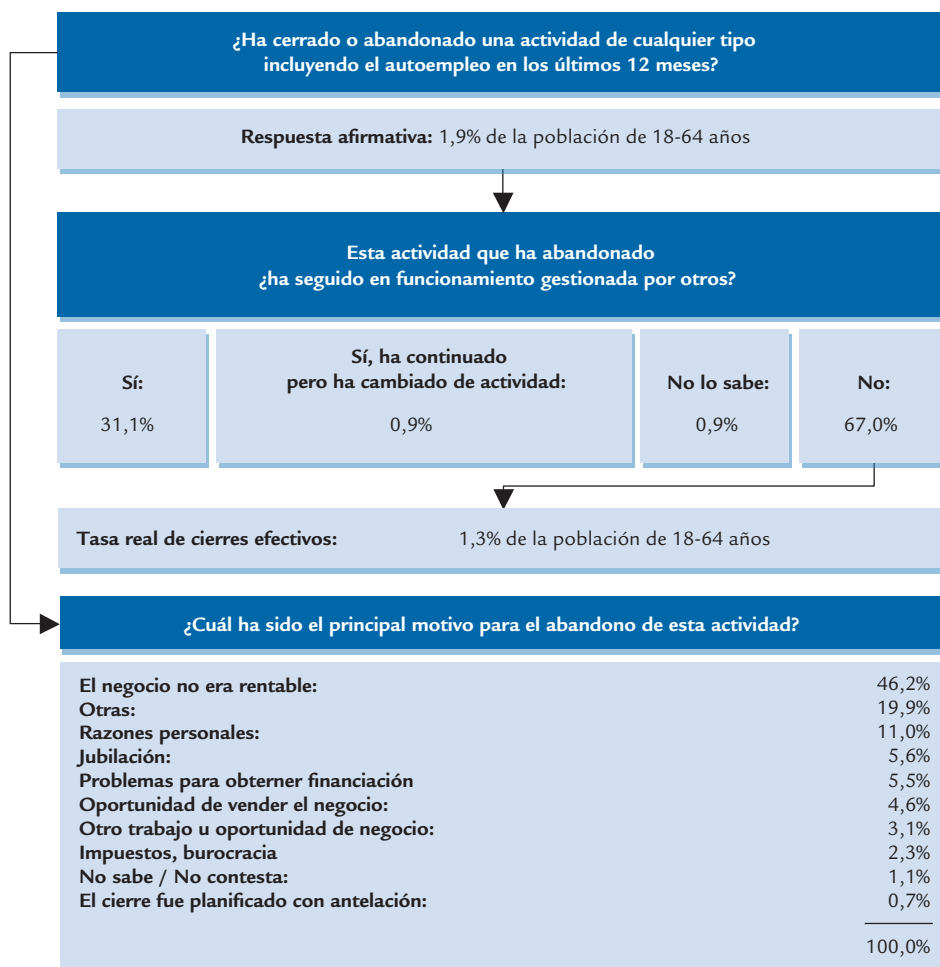 ¿Ha cerrado o abandonado una actividad de cualquier tipo
incluyendo el autoempleo en los últimos 12 meses?
Respuesta afirmativa: 1,9% de la población de 18-64 años
Esta actividad que ha abandonado
¿ha seguido en funcionamiento gestionada por otros?
Sí:
31,1%
Sí, ha continuado
pero ha cambiado de actividad:
0,9%
No lo sabe:
0,9%
No:
67,0%
Tasa real de cierres efectivos: 1,3% de la población de 18-64 años
¿Cuál ha sido el principal motivo para el abandono de esta actividad?
El negocio no era rentable: 46,2%
Otras: 19,9%
Razones personales: 11,0%
Jubilación: 5,6%
Problemas para obterner financiación 5,5%
Oportunidad de vender el negocio: 4,6%
Otro trabajo u oportunidad de negocio: 3,1%
Impuestos, burocracia 2,3%
No sabe / No contesta: 1,1%
El cierre fue planificado con antelación: 0,7%
100,0%